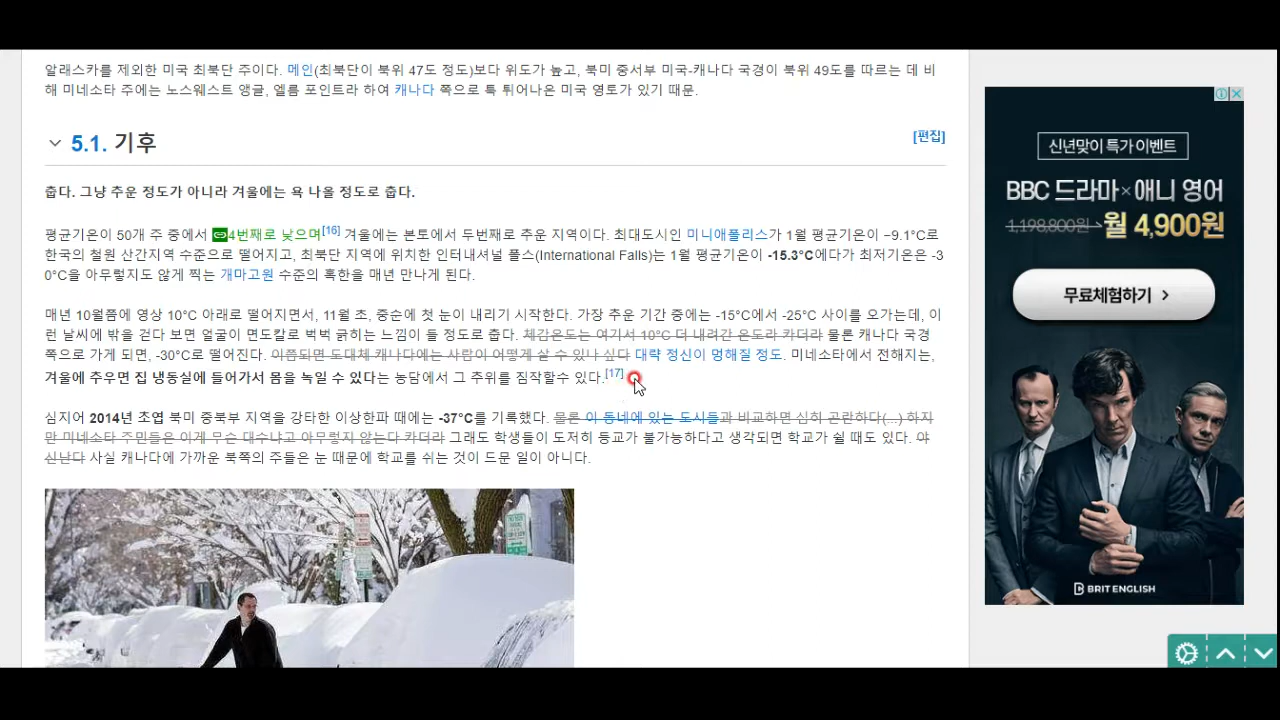 알래스카를 제외한 미국 최북단 주이다. 메인(최북단이 북위 47도 정도)보다 위도가 높고, 북미 중서부 미국-캐나다 국경이 북위 49도를 따르는 데 비
해 미네소타 주에는 노스웨스트 앵글, 엘름 포인트라 하여 캐나다 쪽으로 툭 튀어나온 미국 영토가 있기 때문.
5.1. 기후
[편집]
춥다. 그냥 추운 정도가 아니라 겨울에는 욕 나올 정도로 춥다.
평균기온이 50개 주 중에서 4번째로 낮으며[16] 겨울에는 본토에서 두번째로 추운 지역이다. 최대도시인 미니애폴리스가 1월 평균기온이 −9.1°C로
한국의 철원 산간지역 수준으로 떨어지고, 최북단 지역에 위치한 인터내셔널 폴스(International Falls)는 1월 평균기온이 -15.3°C에다가 최저기온은 -3
0°C을 아무렇지도 않게 찍는 개마고원 수준의 혹한을 매년 만나게 된다.
매년 10월쯤에 영상 10°C 아래로 떨어지면서, 11월 초, 중순에 첫 눈이 내리기 시작한다. 가장 추운 기간 중에는 -15°C에서 -25°C 사이를 오가는데, 이
런 날씨에 밖을 걷다 보면 얼굴이 면도칼로 벅벅 긁히는 느낌이 들 정도로 춥다. 체감온도는 여기서 10°C 더 내려간 온도라 카더라 물론 캐나다 국경
쪽으로 가게 되면, -30°C로 떨어진다. 이쯤되면 도대체 캐나다에는 사람이 어떻게 살 수 있나 싶다 대략 정신이 멍해질 정도. 미네소타에서 전해지는,
겨울에 추우면 집 냉동실에 들어가서 몸을 녹일 수 있다는 농담에서 그 추위를 짐작할수 있다.[17]
심지어 2014년 초엽 북미 중북부 지역을 강타한 이상한파 때에는 -37°C를 기록했다. 물론 이 동네에 있는 도시들과 비교하면 심히 곤란하다(...) 하지
만 미네소타 주민들은 이게 무슨 대수냐고 아무렇지 않는다 카더라 그래도 학생들이 도저히 등교가 불가능하다고 생각되면 학교가 쉴 때도 있다. 야
신난다 사실 캐나다에 가까운 북쪽의 주들은 눈 때문에 학교를 쉬는 것이 드문 일이 아니다.
신년맞이 특가 이벤트
BBC 드라마×애니 영어
1,198,800원 월 4,900원
무료체험하기 >
BRIT ENGLISH